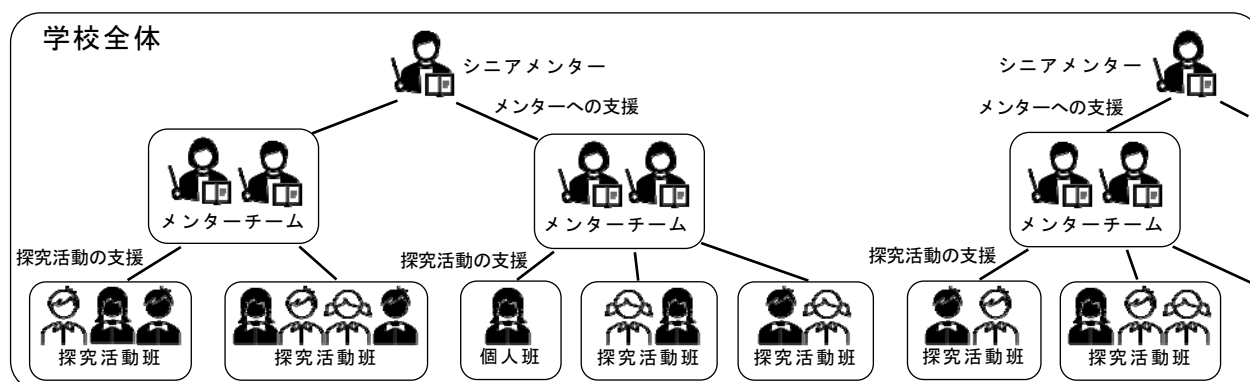 学校全体
シニアメンター
シニアメンター
メンターへの支援
メンターへの支援
メンターチーム
メンターチーム
メンターチーム
探究活動の支援
探究活動の支援
探究活動の支援
探究活動班
探究活動班
個人班
探究活動班
探究活動班
探究活動班
探究活動班